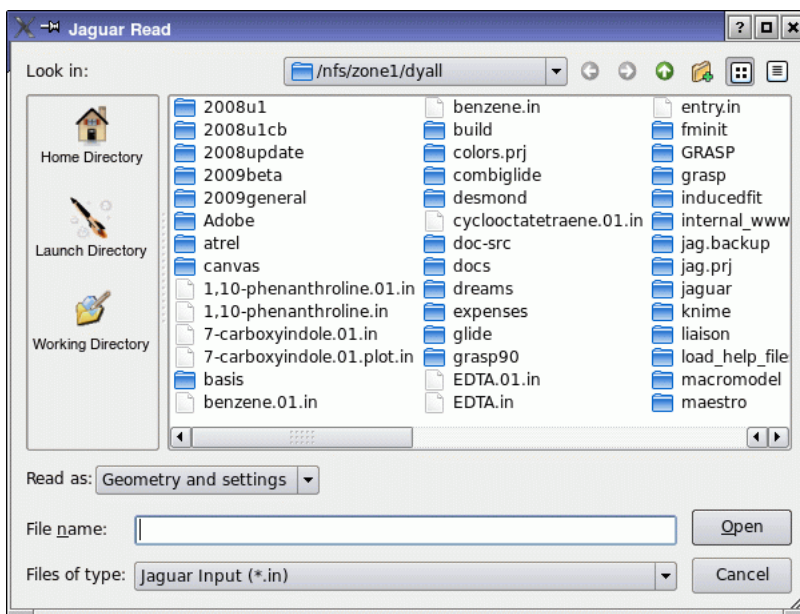 Jaguar Read
?
Look in: /nfs/zone1/dyall
Home Directory
Launch Directory
Working Directory
2008u1
2008u1cb
2008update
2009beta
2009general
Adobe
atrel
canvas
1,10-phenanthroline.01.in
1,10-phenanthroline.in
7-carboxyindole.01.in
7-carboxyindole.01.plot.in
basis
benzene.01.in
benzene.in
build
colors.prj
combiglide
desmond
cyclooctatetraene.01.in
doc-src
docs
dreams
expenses
glide
grasp90
EDTA.01.in
EDTA.in
entry.in
fminit
GRASP
grasp
inducedfit
internal_www
jag.backup
jag.prj
jaguar
knime
liaison
load_help_file
macromodel
maestro
Read as: Geometry and settings
File name: Open
Files of type: Jaguar Input (*.in) Cancel